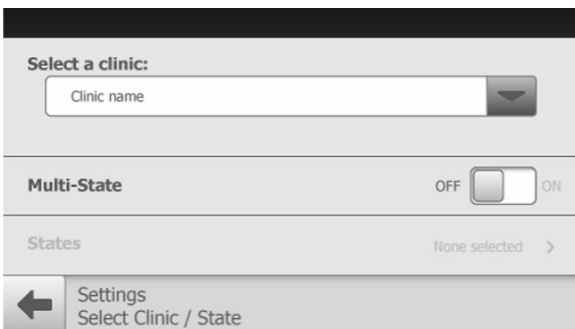 Select a clinic:
Clinic name
Multi-State OFF ON
States None selected >
Settings
Select Clinic / State